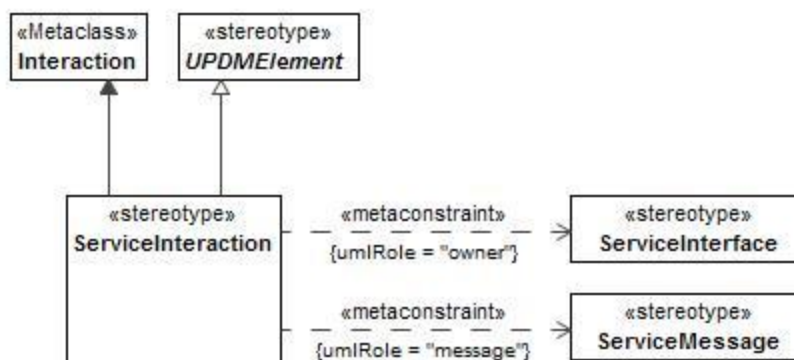 «Metaclass»
Interaction
«stereotype»
UPDMElement
«stereotype»
ServiceInteraction
«metaconstraint»
{umlRole = "owner"}
«stereotype»
ServiceInterface
«metaconstraint»
{umlRole = "message"}
«stereotype»
ServiceMessage